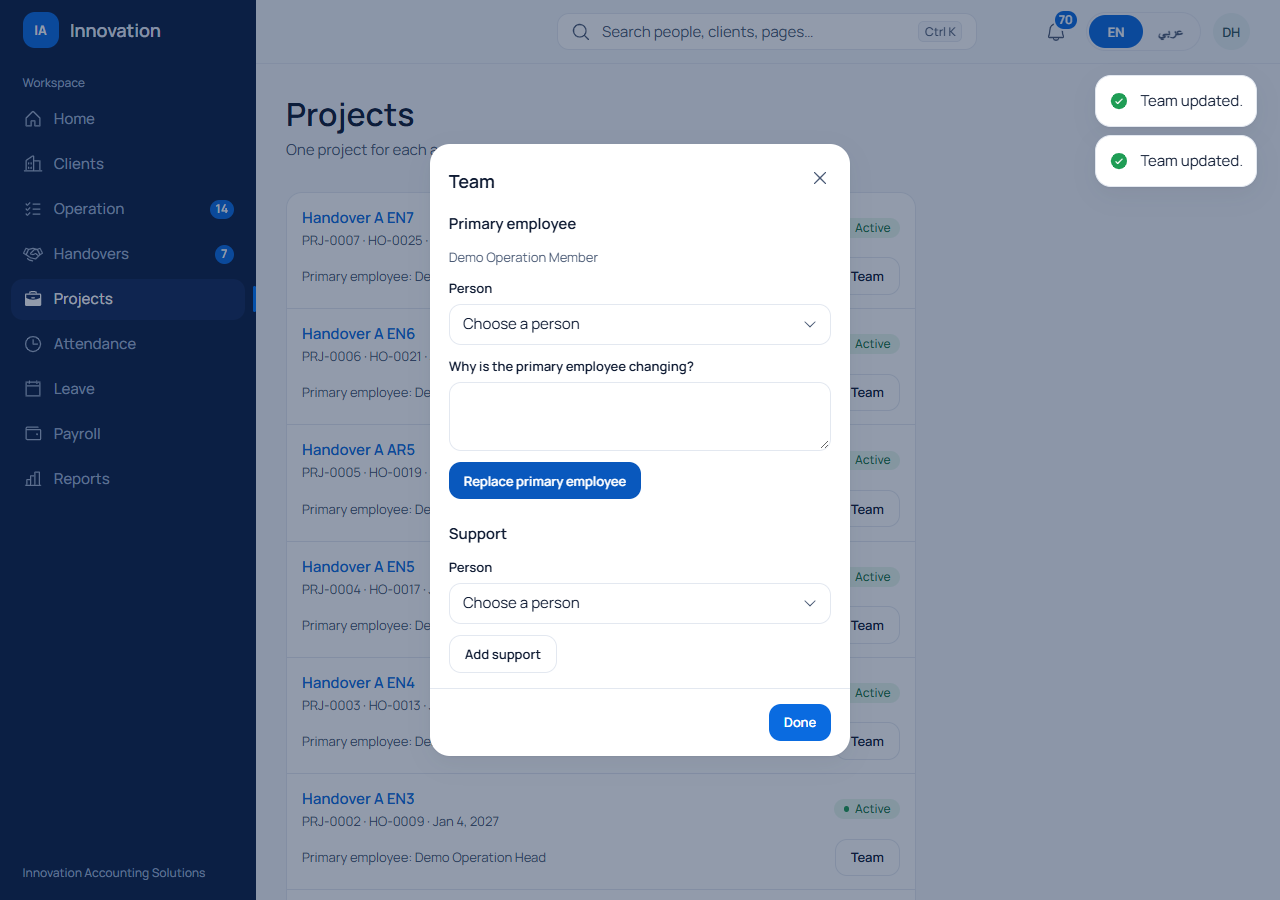 IA Innovation
Search people, clients, pages...
Ctrl K
70
EN
عربي
DH
Workspace
Home
Clients
Operation 14
Handovers 7
Projects
Attendance
Leave
Payroll
Reports
Innovation Accounting Solutions
Team updated.
Team updated.
Projects
One project for each
Handover A EN7
PRJ-0007 · HO-0025 ·
Active
Primary employee: De
Team
Handover A EN6
PRJ-0006 · HO-0021 ·
Active
Primary employee: De
Team
Handover A AR5
PRJ-0005 · HO-0019 ·
Active
Primary employee: De
Team
Handover A EN5
PRJ-0004 · HO-0017 ·
Active
Primary employee: De
Team
Handover A EN4
PRJ-0003 · HO-0013 ·
Active
Primary employee: De
Team
Handover A EN3
PRJ-0002 · HO-0009 · Jan 4, 2027
Active
Primary employee: Demo Operation Head
Team
Team
Primary employee
Demo Operation Member
Person
Choose a person
Why is the primary employee changing?
Replace primary employee
Support
Person
Choose a person
Add support
Done